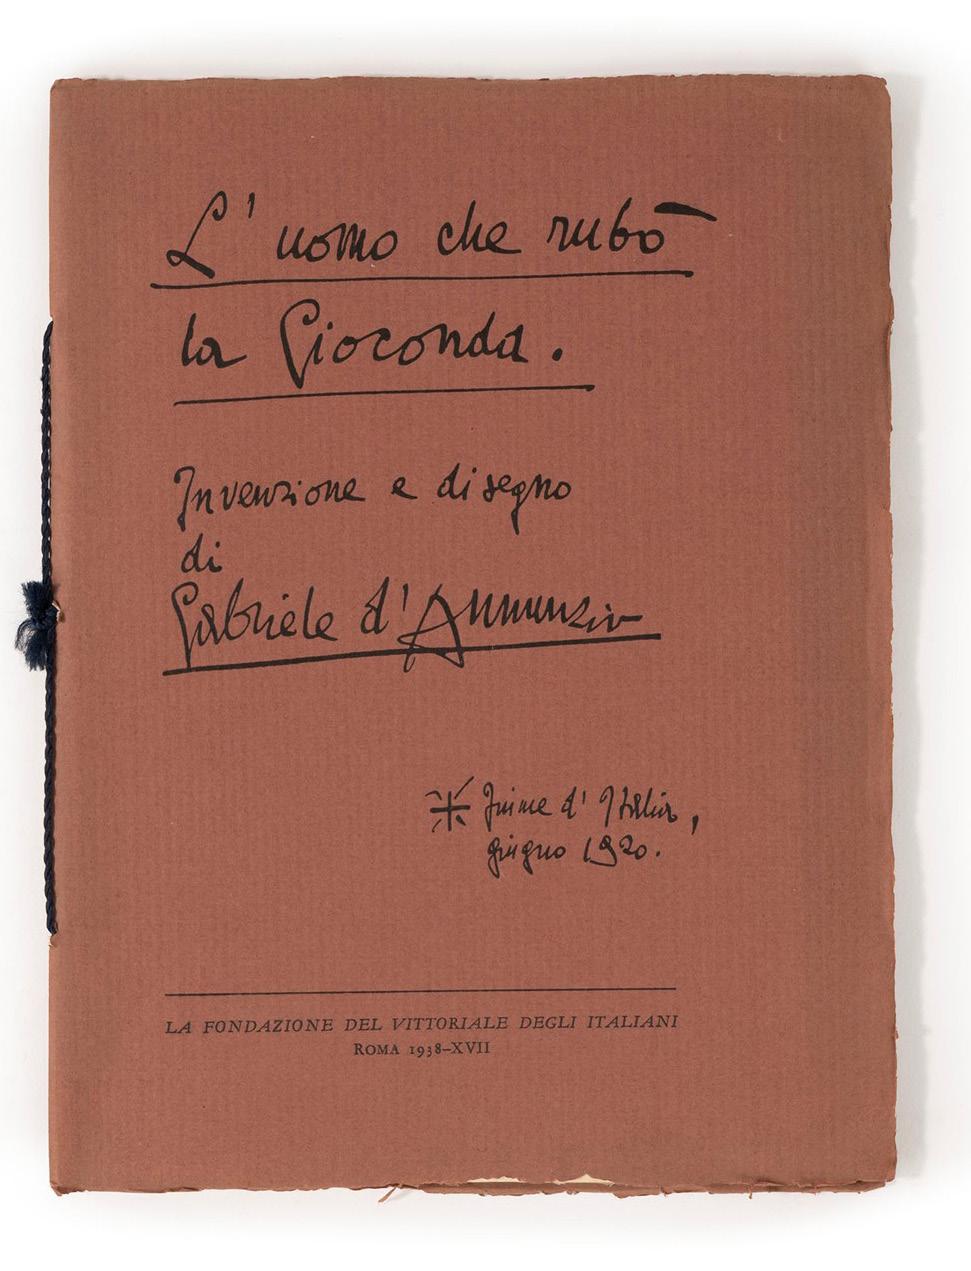 L'uomo che rubò
la Gioconda.
Invenzione e disegno
di
Gabriele d'Annunzio
Fiume d'Italia,
giugno 1920.
LA FONDAZIONE DEL VITTORIALE DEGLI ITALIANI
ROMA 1938-XVII